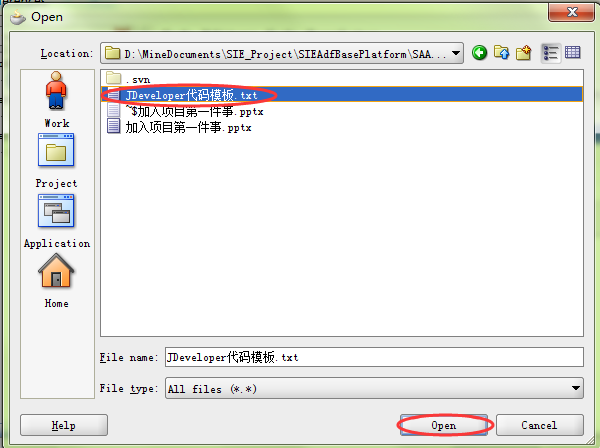 Open
Location:
D:\MineDocuments\SIE_Project\SIEAdfBasePlatform\SAA...
.svn
JDeveloper代码模板.txt
~$加入项目第一件事.pptx
加入项目第一件事.pptx
Work
Project
Application
Home
File name:
JDeveloper代码模板.txt
File type:
All files (*.*)
Help
Open
Cancel